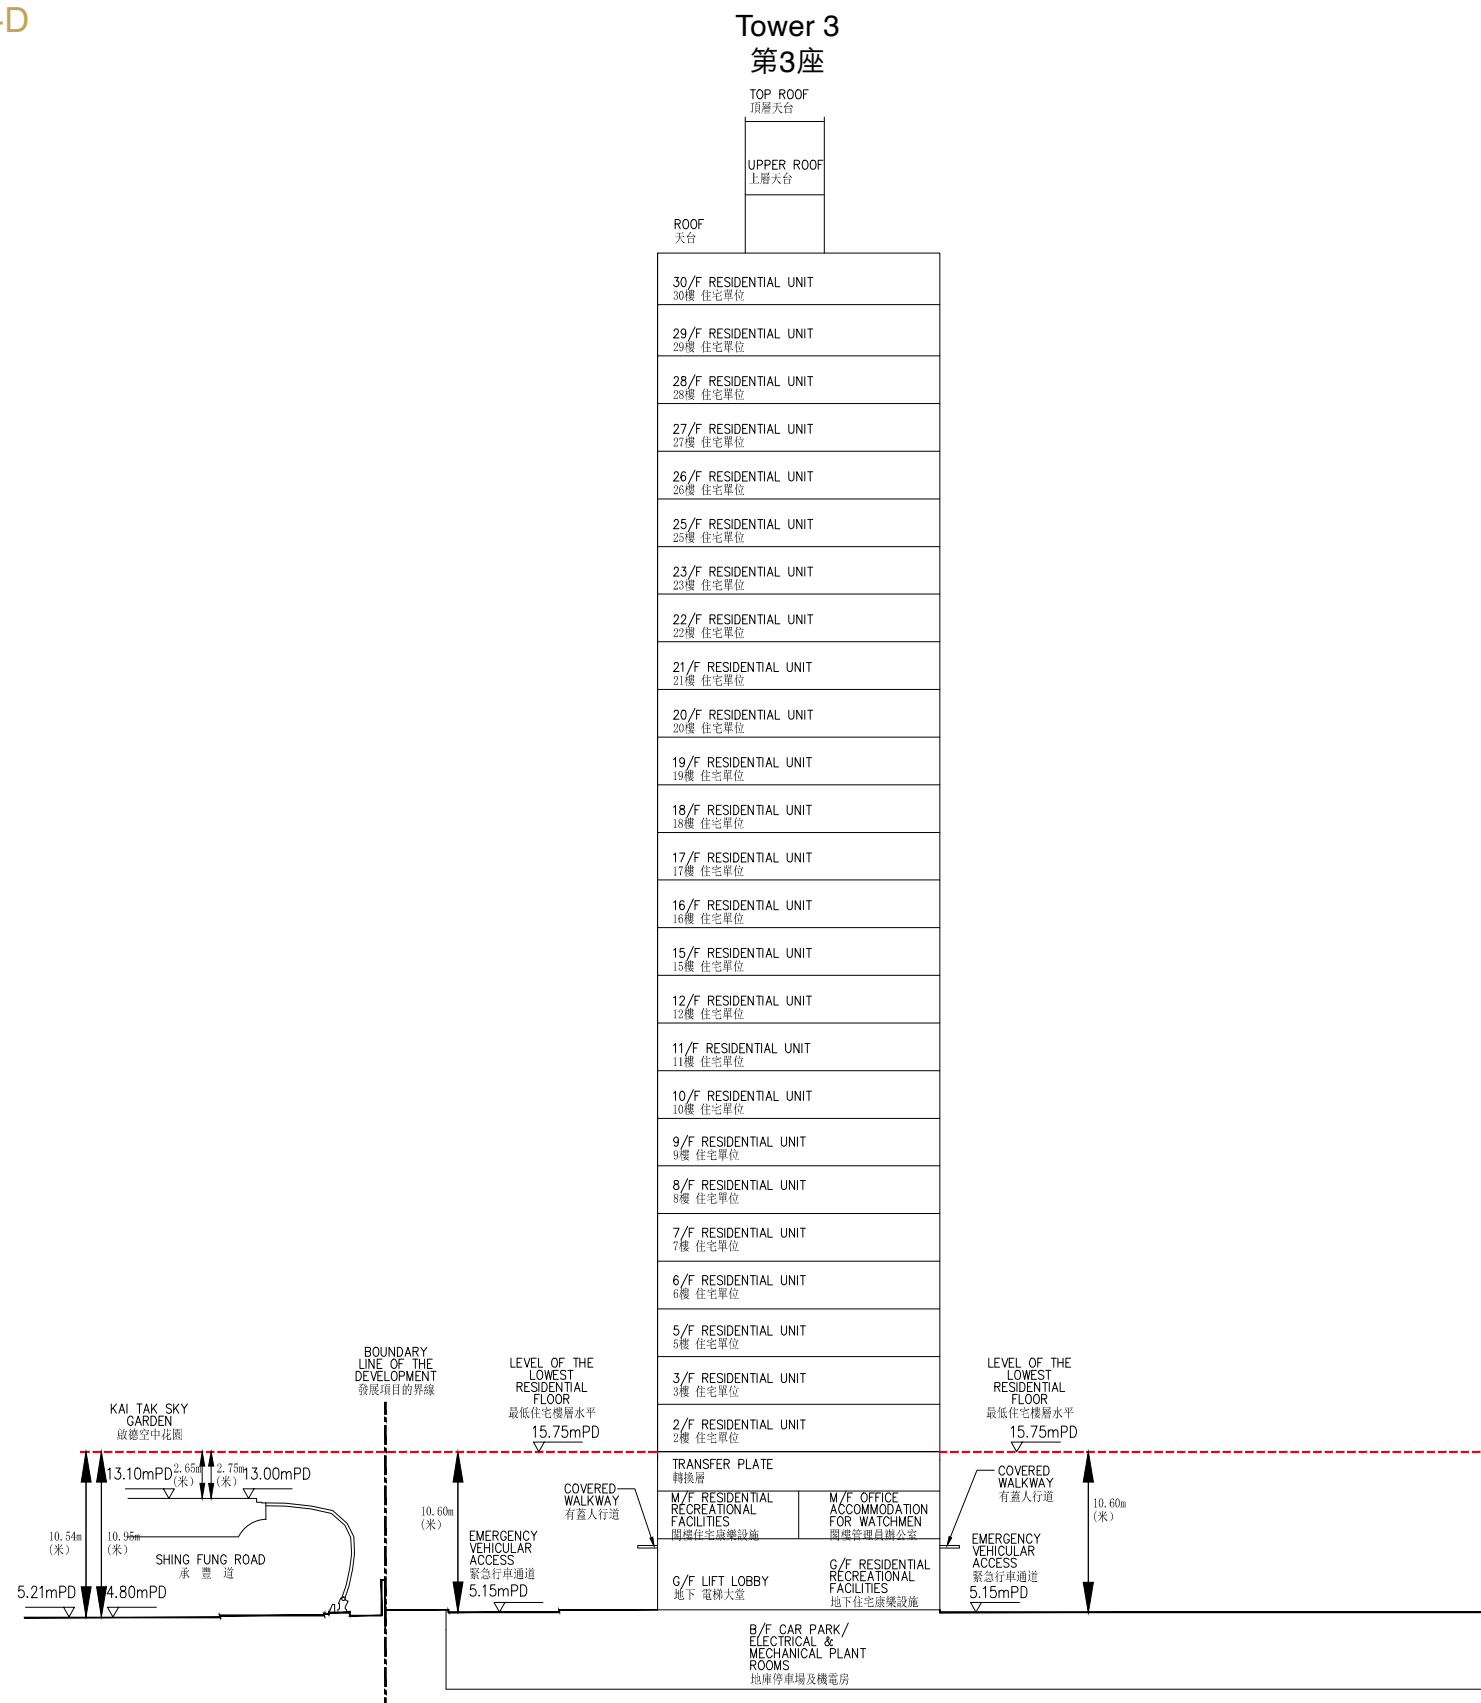 -D
Tower 3
第3座
TOP ROOF
頂層天台
UPPER ROOF
上層天台
ROOF
天台
30/F RESIDENTIAL UNIT
30樓 住宅單位
29/F RESIDENTIAL UNIT
29樓 住宅單位
28/F RESIDENTIAL UNIT
28樓 住宅單位
27/F RESIDENTIAL UNIT
27樓 住宅單位
26/F RESIDENTIAL UNIT
26樓 住宅單位
25/F RESIDENTIAL UNIT
25樓 住宅單位
23/F RESIDENTIAL UNIT
23樓 住宅單位
22/F RESIDENTIAL UNIT
22樓 住宅單位
21/F RESIDENTIAL UNIT
21樓 住宅單位
20/F RESIDENTIAL UNIT
20樓 住宅單位
19/F RESIDENTIAL UNIT
19樓 住宅單位
18/F RESIDENTIAL UNIT
18樓 住宅單位
17/F RESIDENTIAL UNIT
17樓 住宅單位
16/F RESIDENTIAL UNIT
16樓 住宅單位
15/F RESIDENTIAL UNIT
15樓 住宅單位
12/F RESIDENTIAL UNIT
12樓 住宅單位
11/F RESIDENTIAL UNIT
11樓 住宅單位
10/F RESIDENTIAL UNIT
10樓 住宅單位
9/F RESIDENTIAL UNIT
9樓 住宅單位
8/F RESIDENTIAL UNIT
8樓 住宅單位
7/F RESIDENTIAL UNIT
7樓 住宅單位
6/F RESIDENTIAL UNIT
6樓 住宅單位
5/F RESIDENTIAL UNIT
5樓 住宅單位
3/F RESIDENTIAL UNIT
3樓 住宅單位
2/F RESIDENTIAL UNIT
2樓 住宅單位
TRANSFER PLATE
轉換層
M/F RESIDENTIAL
RECREATIONAL
FACILITIES
閣樓住宅康樂設施
M/F OFFICE
ACCOMMODATION
FOR WATCHMEN
閣樓管理員辦公室
G/F LIFT LOBBY
地下 電梯大堂
G/F RESIDENTIAL
RECREATIONAL
FACILITIES
地下住宅康樂設施
B/F CAR PARK/
ELECTRICAL &
MECHANICAL PLANT
ROOMS
地庫停車場及機電房
KAI TAK SKY
GARDEN
啟德空中花園
BOUNDARY
LINE OF THE
DEVELOPMENT
發展項目的界線
LEVEL OF THE
LOWEST
RESIDENTIAL
FLOOR
最低住宅樓層水平
15.75mPD
13.10mPD
2.65m
(米)
2.75m
(米)
13.00mPD
10.54m
(米)
10.95m
(米)
SHING FUNG ROAD
承 豐 道
5.21mPD
4.80mPD
10.60m
(米)
COVERED
WALKWAY
有蓋人行道
EMERGENCY
VEHICULAR
ACCESS
緊急行車通道
5.15mPD
LEVEL OF THE
LOWEST
RESIDENTIAL
FLOOR
最低住宅樓層水平
15.75mPD
COVERED
WALKWAY
有蓋人行道
10.60m
(米)
EMERGENCY
VEHICULAR
ACCESS
緊急行車通道
5.15mPD